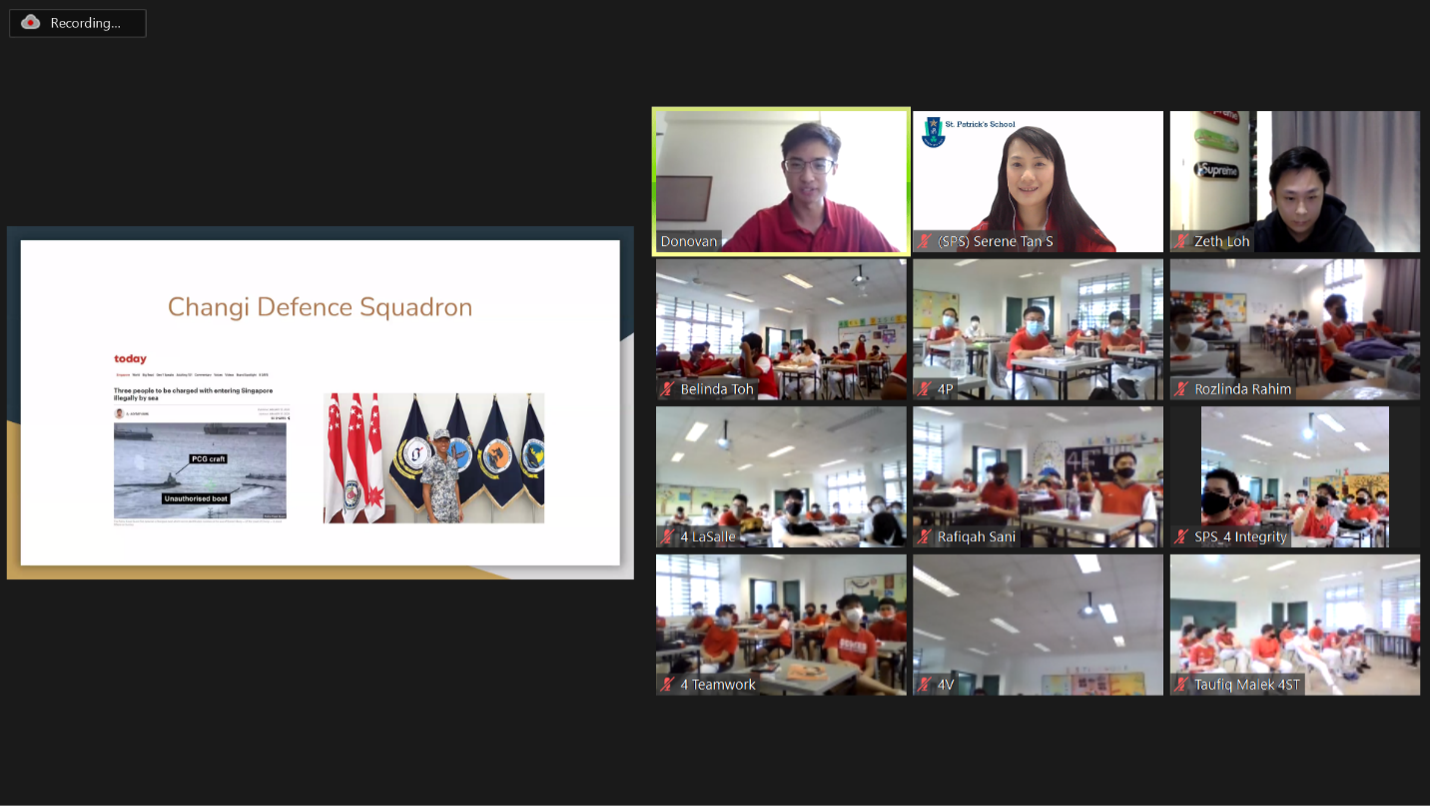 Recording...
Changi Defence Squadron
today
Three people to be charged with entering Singapore
illegally by sea
PCG craft
Unauthorised boat
St. Patrick's School
Supreme
Donovan
(SPS) Serene Tan S
Zeth Loh
Belinda Toh
4P
Rozlinda Rahim
4 LaSalle
Rafiqah Sani
SPS_4 Integrity
4 Teamwork
4V
Taufiq Malek 4ST